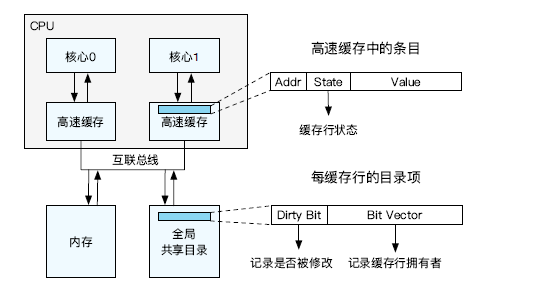 CPU
核心0
核心1
高速缓存
高速缓存
互联总线
内存
全局
共享目录
高速缓存中的条目
Addr
State
Value
缓存行状态
每缓存行的目录项
Dirty Bit
Bit Vector
记录是否被修改
记录缓存行拥有者